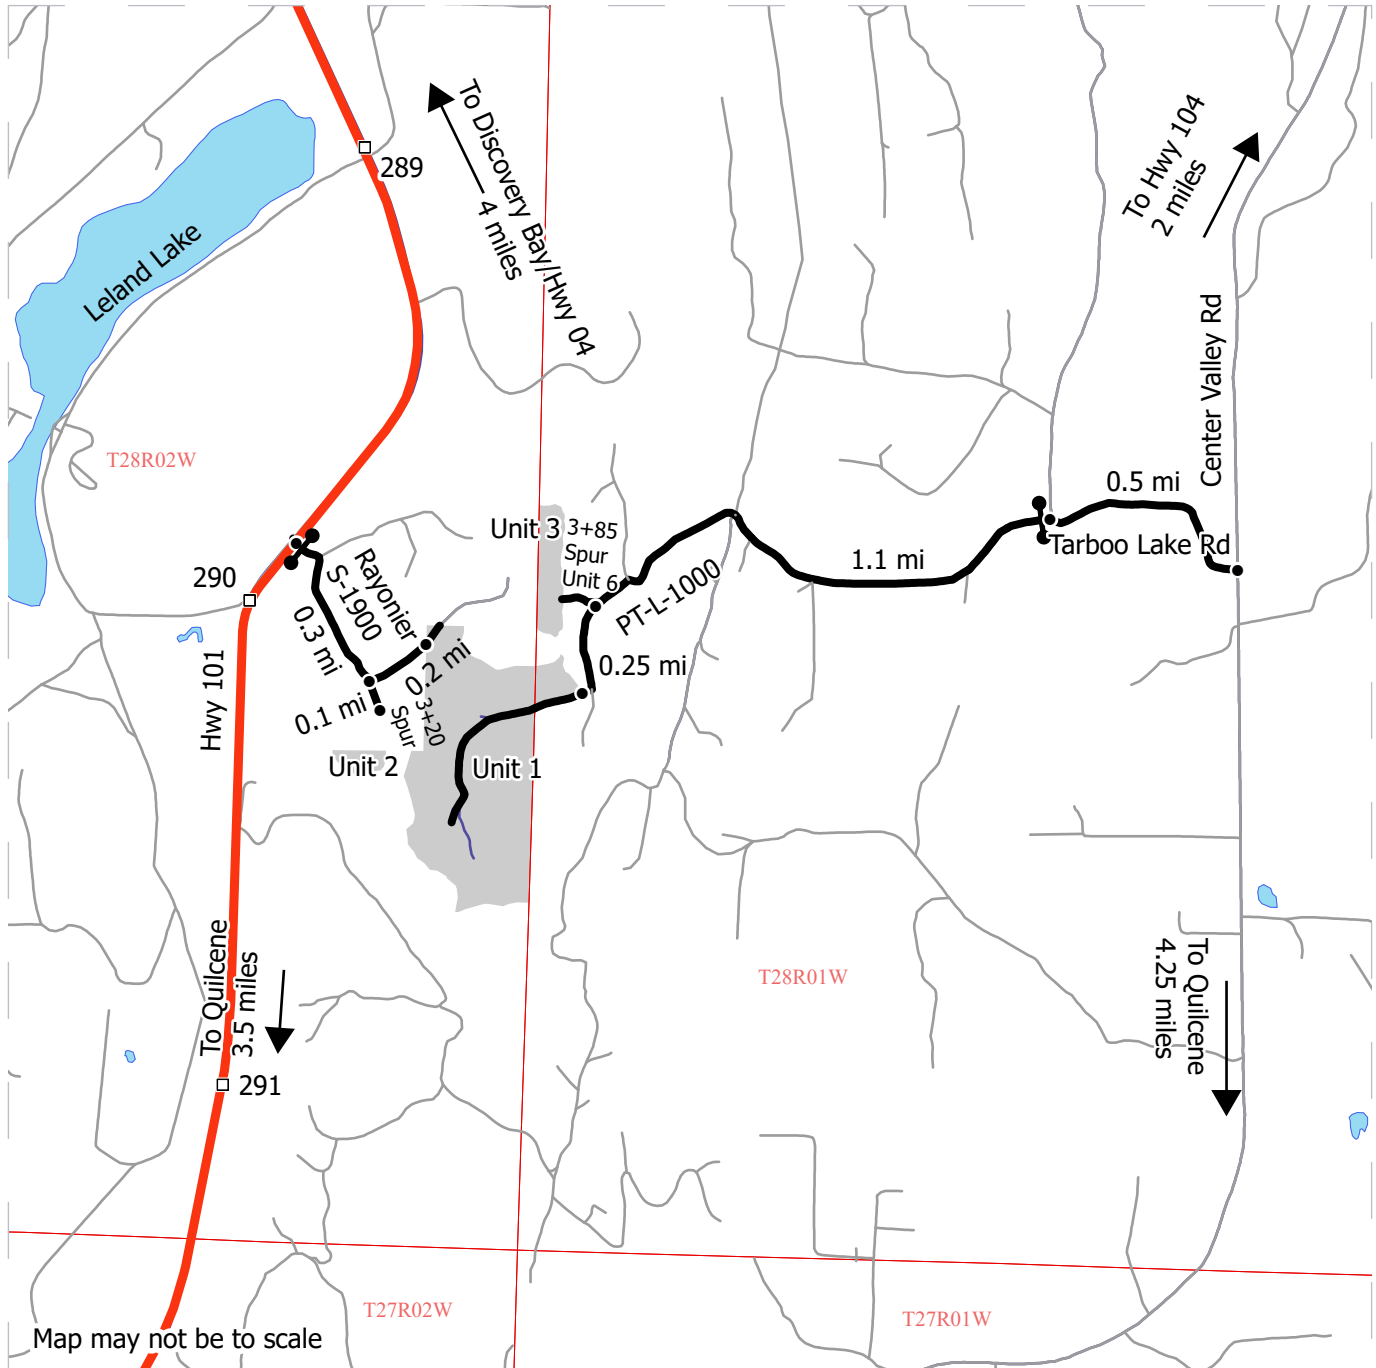 289
To Discovery Bay/Hwy 04
4 miles
To Hwy 104
2 miles
Leland Lake
Center Valley Rd
T28R02W
0.5 mi
Unit 3
3+85
Spur
Unit 6
Tarboo Lake Rd
1.1 mi
290
Rayonier
S-1900
PT-L-1000
0.3 mi
0.2 mi
0.25 mi
0.1 mi
3+20
Spur
Hwy 101
Unit 2
Unit 1
To Quilcene
3.5 miles
T28R01W
To Quilcene
4.25 miles
291
T27R02W
T27R01W
Map may not be to scale